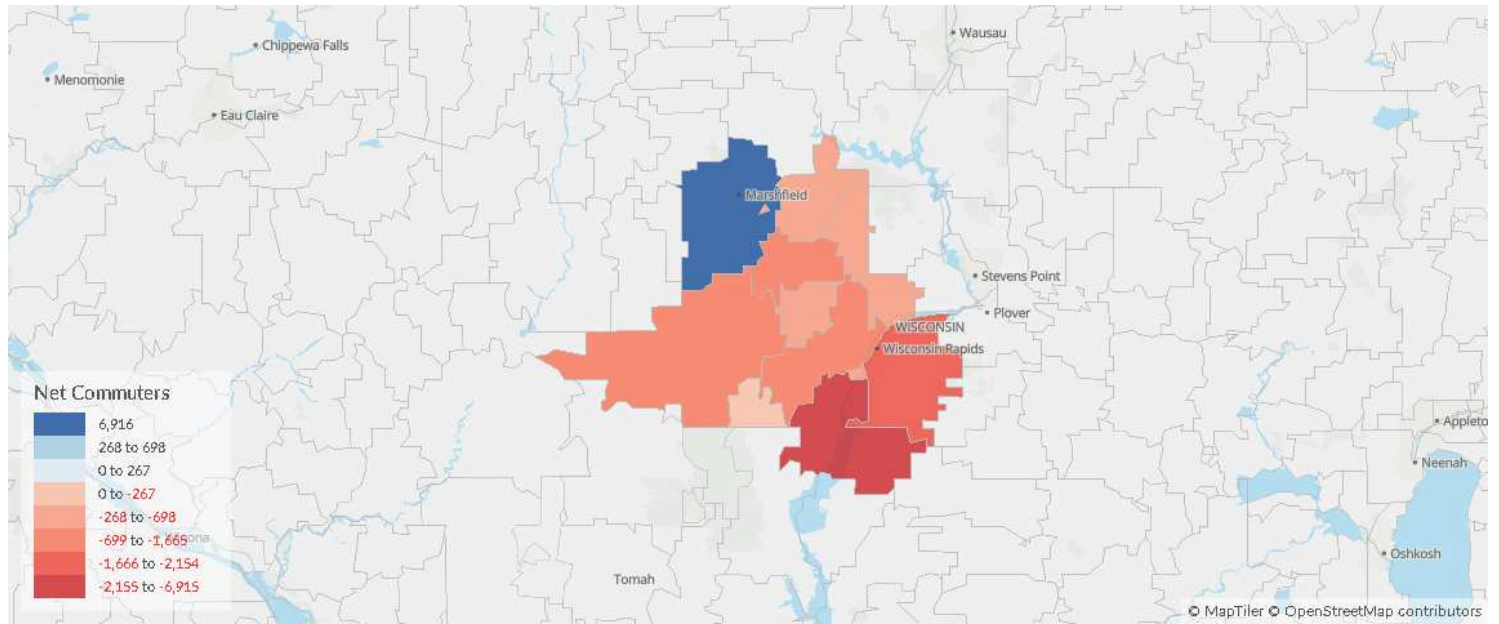 Wausau
Chippewa Falls
Menomonie
Eau Claire
Marshfield
Stevens Point
Plover
WISCONSIN
Wisconsin Rapids
Net Commuters
6,916
268 to 698
0 to 267
0 to -267
-268 to -698
-699 to -1,665
-1,666 to -2,154
-2,155 to -6,915
Appleto
Neenah
Oshkosh
Tomah
© MapTiler © OpenStreetMap contributors